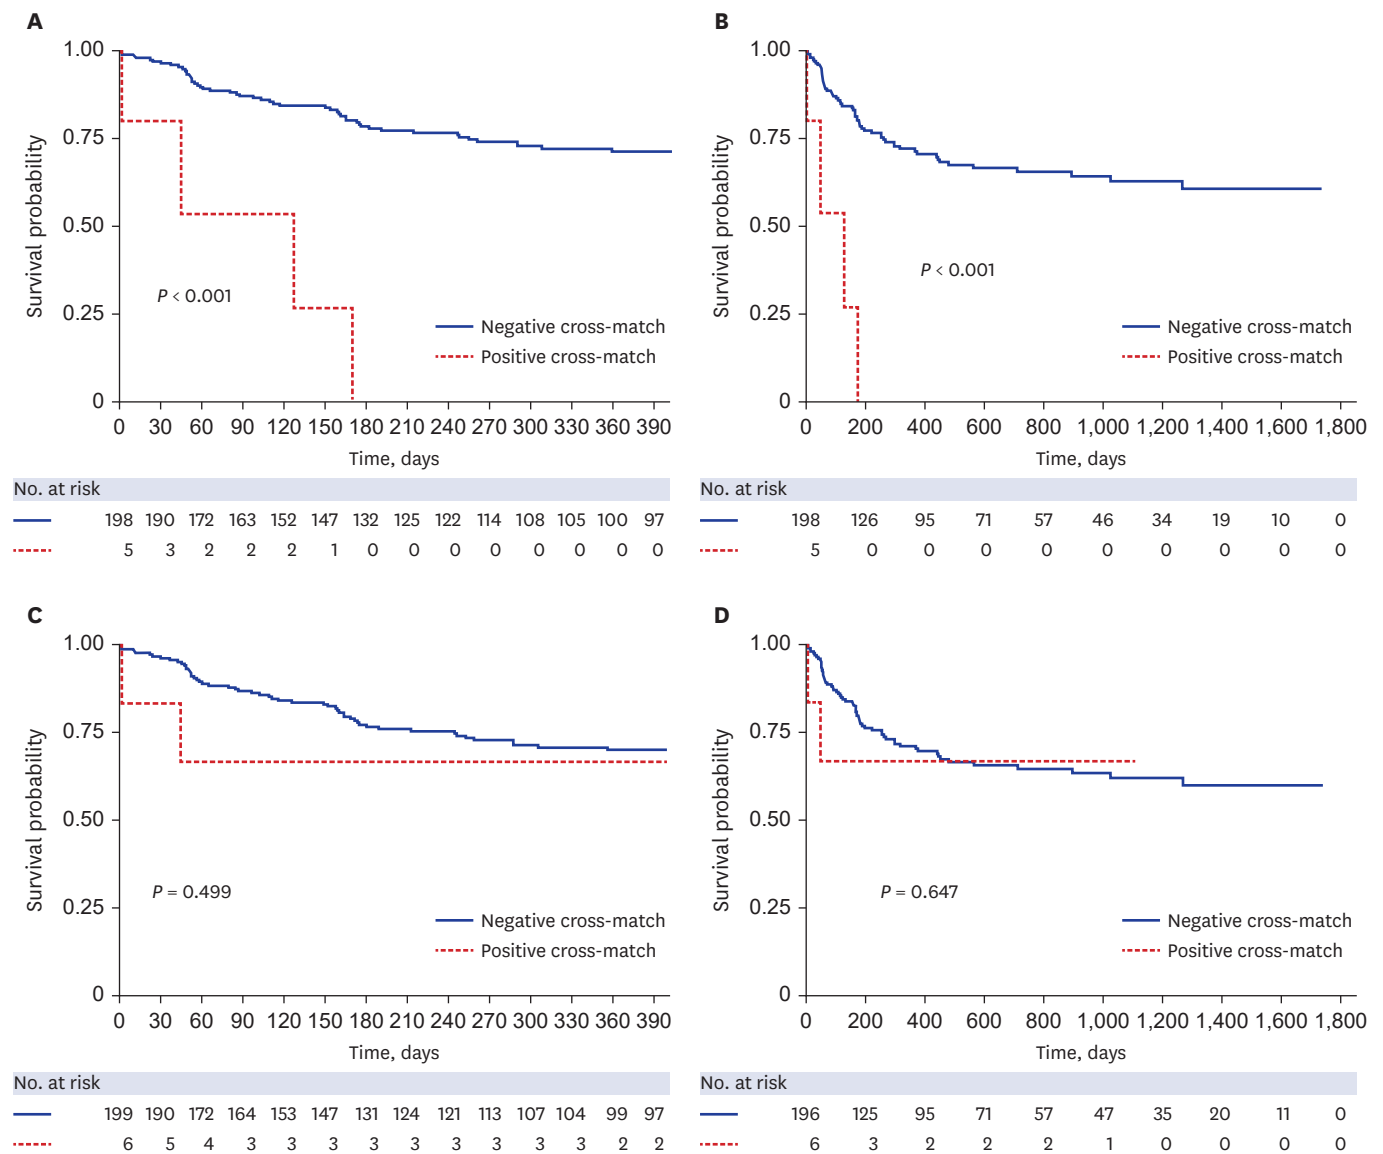 A
1.00
0.75
0.50
0.25
0
Survival probability
P < 0.001
Negative cross-match
Positive cross-match
0 30 60 90 120 150 180 210 240 270 300 330 360 390
Time, days
No. at risk
198 190 172 163 152 147 132 125 122 114 108 105 100 97
5 3 2 2 2 1 0 0 0 0 0 0 0 0
B
1.00
0.75
0.50
0.25
0
Survival probability
P < 0.001
Negative cross-match
Positive cross-match
0 200 400 600 800 1,000 1,200 1,400 1,600 1,800
Time, days
No. at risk
198 126 95 71 57 46 34 19 10 0
5 0 0 0 0 0 0 0 0 0
C
1.00
0.75
0.50
0.25
0
Survival probability
P = 0.499
Negative cross-match
Positive cross-match
0 30 60 90 120 150 180 210 240 270 300 330 360 390
Time, days
No. at risk
199 190 172 164 153 147 131 124 121 113 107 104 99 97
6 5 4 3 3 3 3 3 3 3 3 3 2 2
D
1.00
0.75
0.50
0.25
0
Survival probability
P = 0.647
Negative cross-match
Positive cross-match
0 200 400 600 800 1,000 1,200 1,400 1,600 1,800
Time, days
No. at risk
196 125 95 71 57 47 35 20 11 0
6 3 2 2 2 1 0 0 0 0